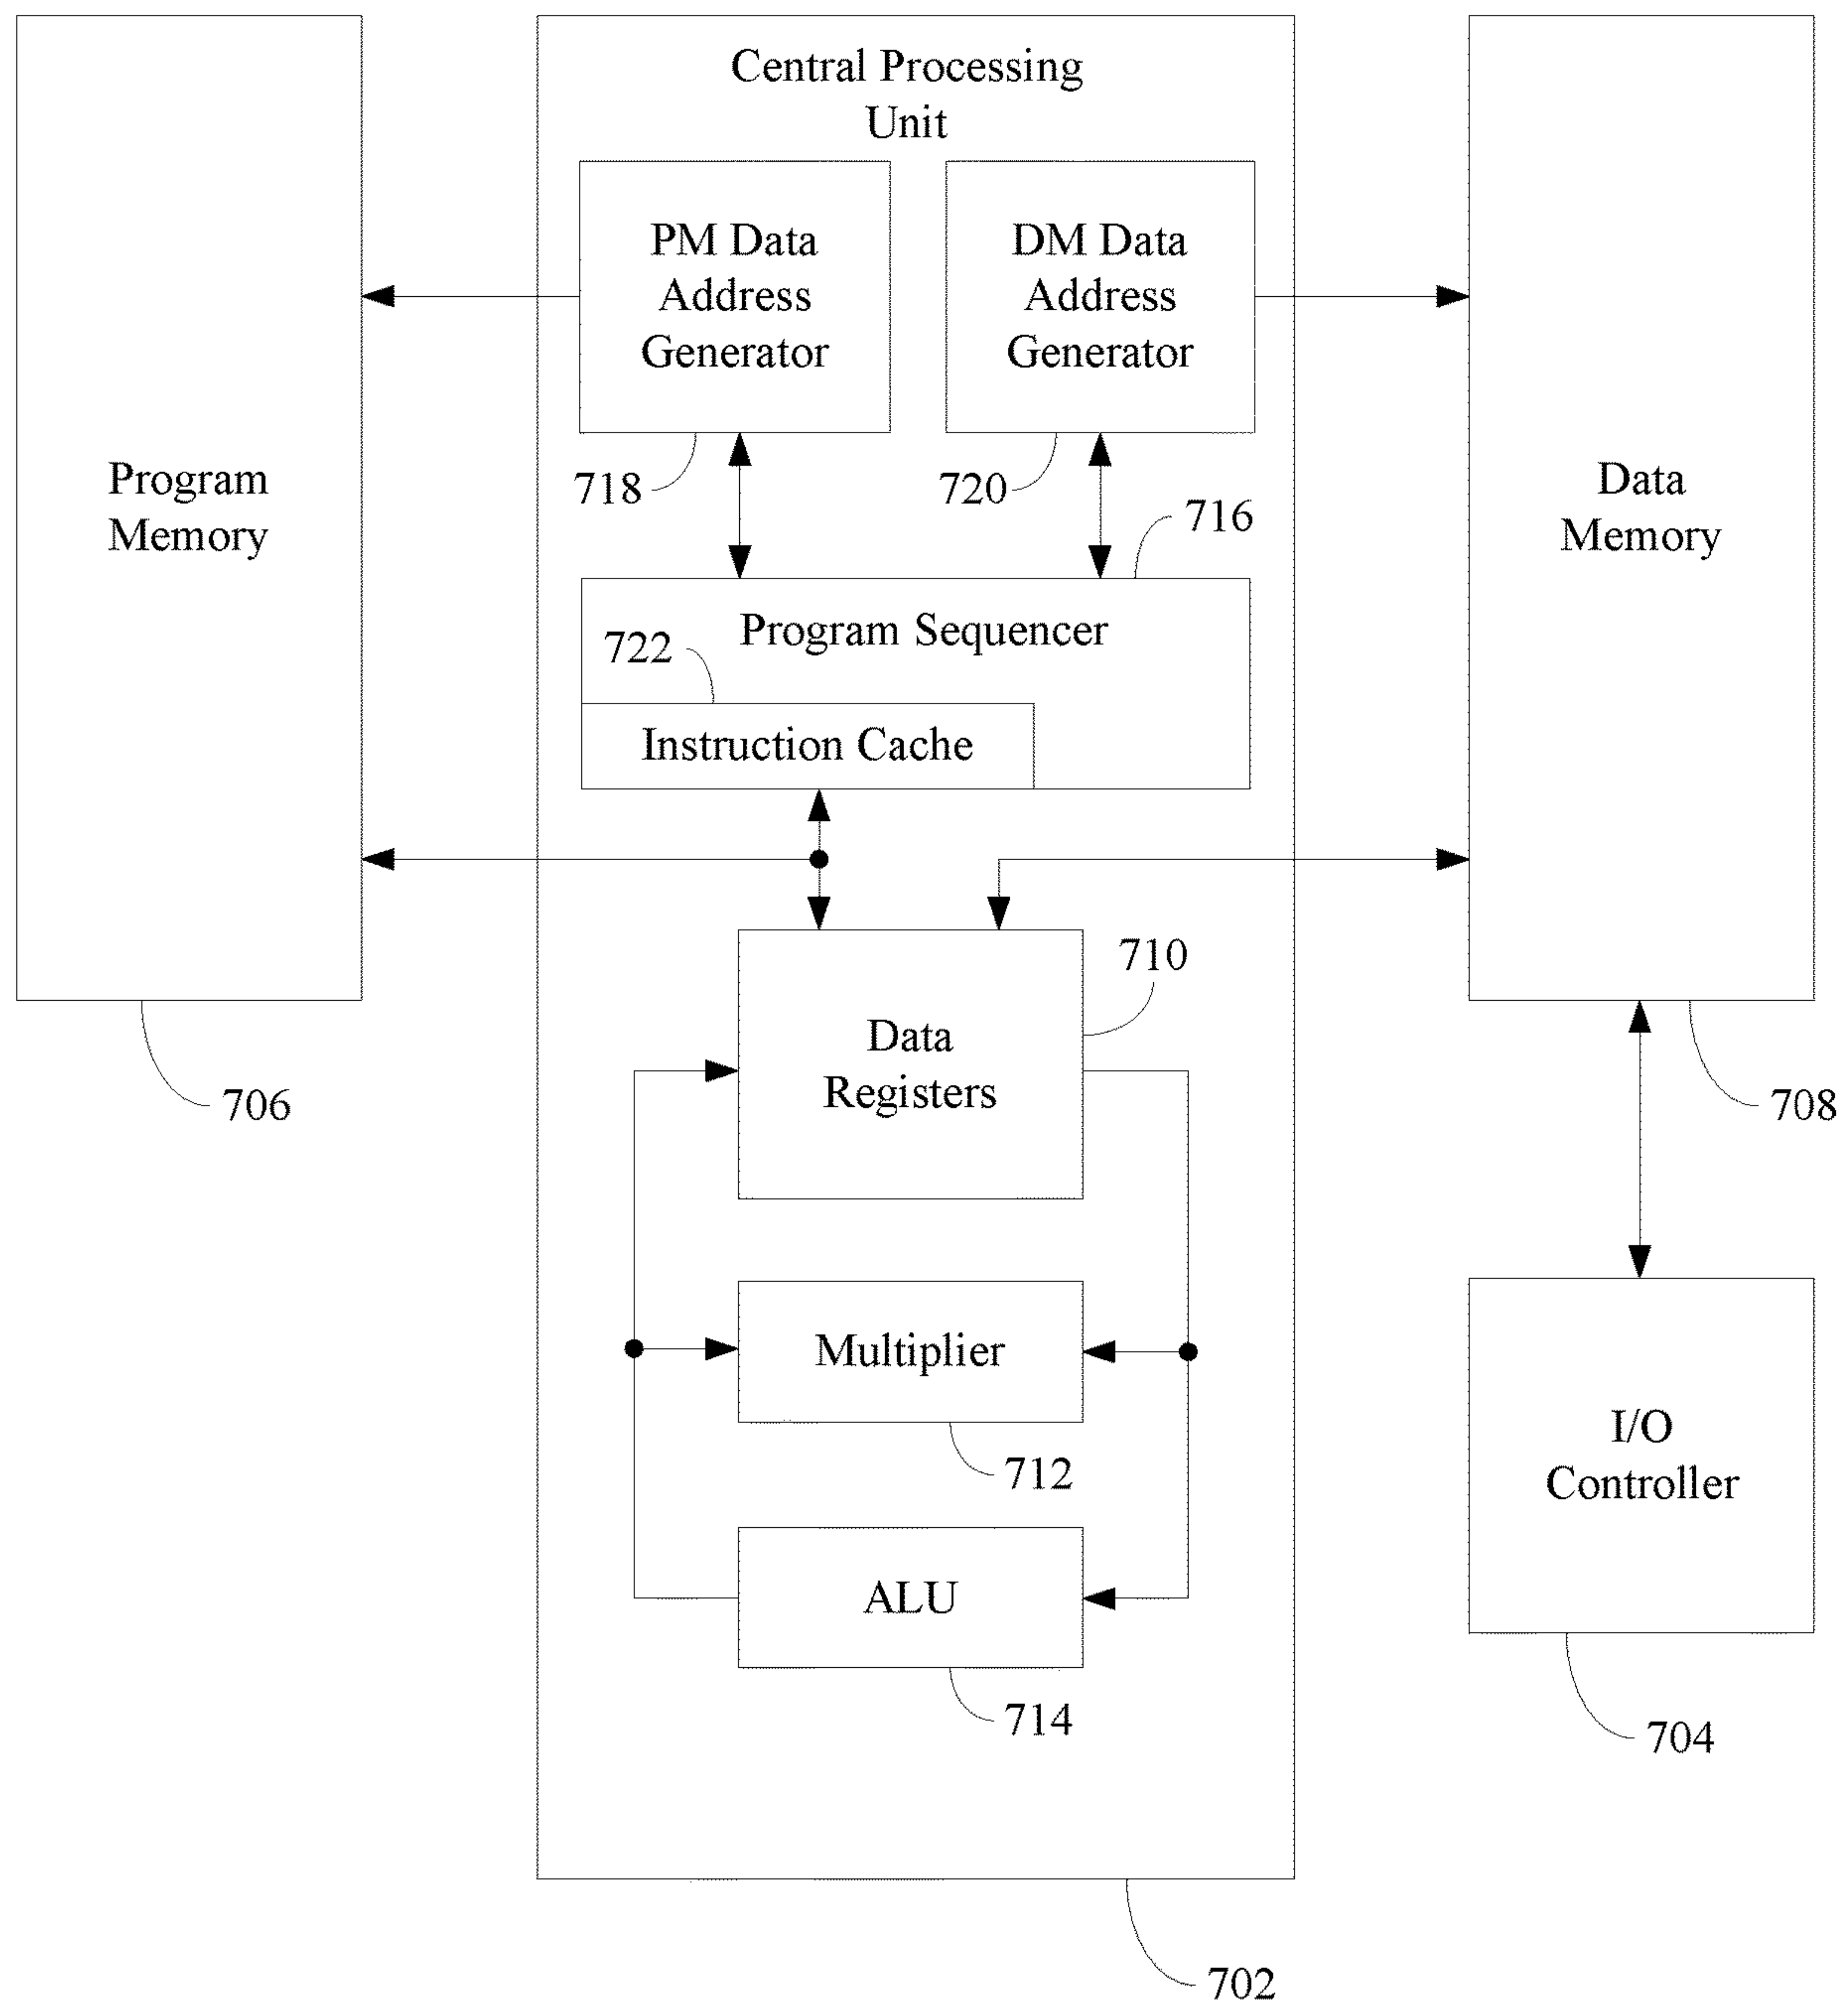 Central Processing
Unit
PM Data
Address
Generator
DM Data
Address
Generator
718
720
716
Program
Memory
Data
Memory
Program Sequencer
722
Instruction Cache
710
Data
Registers
706
708
Multiplier
712
I/O
Controller
ALU
714
704
702